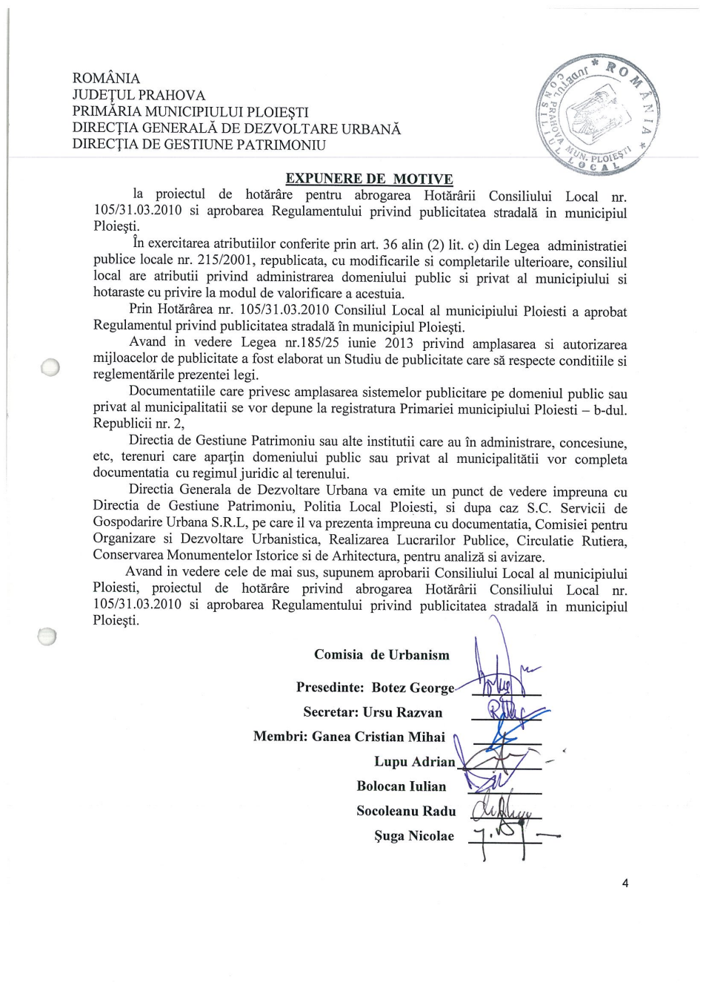 ROMÂNIA
JUDEŢUL PRAHOVA
PRIMĂRIA MUNICIPIULUI PLOIEŞTI
DIRECŢIA GENERALĂ DE DEZVOLTARE URBANĂ
DIRECŢIA DE GESTIUNE PATRIMONIU
* ROMÂNIA *
JUDEŢUL PRAHOVA MUN. PLOIEŞTI
CONSILIUL LOCAL
EXPUNERE DE MOTIVE
la proiectul de hotărâre pentru abrogarea Hotărârii Consiliului Local nr.
105/31.03.2010 si aprobarea Regulamentului privind publicitatea stradală in municipiul
Ploieşti.
În exercitarea atributiilor conferite prin art. 36 alin (2) lit. c) din Legea administratiei
publice locale nr. 215/2001, republicata, cu modificarile si completarile ulterioare, consiliul
local are atributii privind administrarea domeniului public si privat al municipiului si
hotaraste cu privire la modul de valorificare a acestuia.
Prin Hotărârea nr. 105/31.03.2010 Consiliul Local al municipiului Ploiesti a aprobat
Regulamentul privind publicitatea stradală în municipiul Ploieşti.
Avand in vedere Legea nr.185/25 iunie 2013 privind amplasarea si autorizarea
mijloacelor de publicitate a fost elaborat un Studiu de publicitate care să respecte conditiile si
reglementările prezentei legi.
Documentatiile care privesc amplasarea sistemelor publicitare pe domeniul public sau
privat al municipalitatii se vor depune la registratura Primariei municipiului Ploiesti – b-dul.
Republicii nr. 2,
Directia de Gestiune Patrimoniu sau alte institutii care au în administrare, concesiune,
etc, terenuri care aparţin domeniului public sau privat al municipalitătii vor completa
documentatia cu regimul juridic al terenului.
Directia Generala de Dezvoltare Urbana va emite un punct de vedere impreuna cu
Directia de Gestiune Patrimoniu, Politia Local Ploiesti, si dupa caz S.C. Servicii de
Gospodarire Urbana S.R.L, pe care il va prezenta impreuna cu documentatia, Comisiei pentru
Organizare si Dezvoltare Urbanistica, Realizarea Lucrarilor Publice, Circulatie Rutiera,
Conservarea Monumentelor Istorice si de Arhitectura, pentru analiză si avizare.
Avand in vedere cele de mai sus, supunem aprobarii Consiliului Local al municipiului
Ploiesti, proiectul de hotărâre privind abrogarea Hotărârii Consiliului Local nr.
105/31.03.2010 si aprobarea Regulamentului privind publicitatea stradală in municipiul
Ploieşti.
Comisia de Urbanism
Presedinte: Botez George
Secretar: Ursu Razvan
Membri: Ganea Cristian Mihai
Lupu Adrian
Bolocan Iulian
Socoleanu Radu
Şuga Nicolae
4